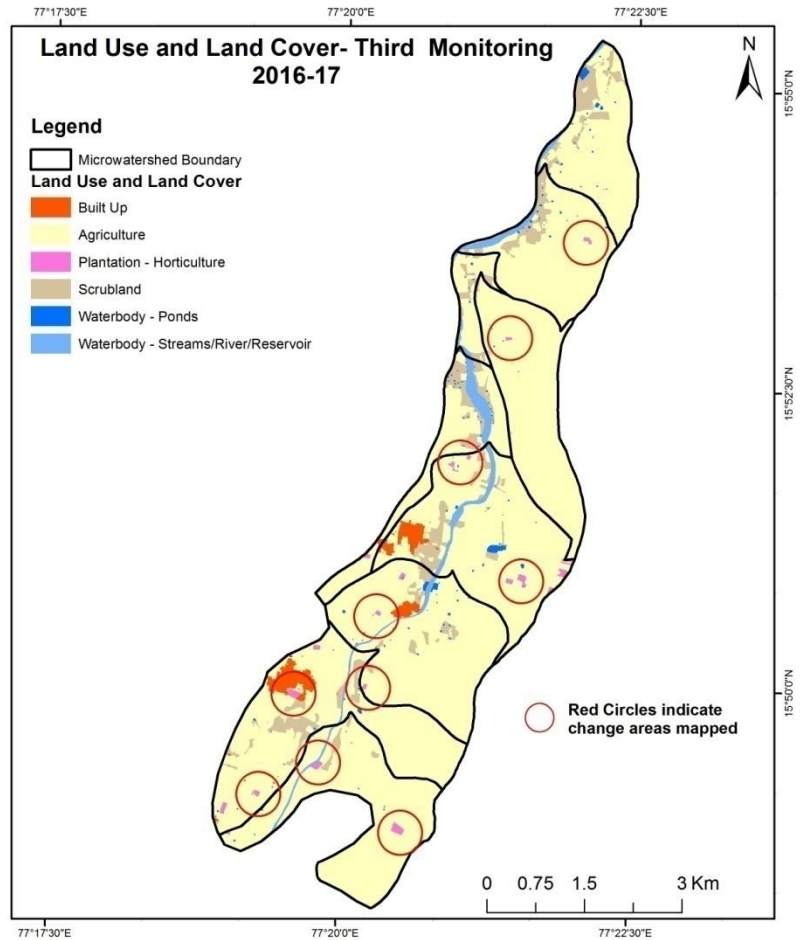 77°17'30"E 77°20'0"E 77°22'30"E
Land Use and Land Cover- Third Monitoring
2016-17
N
15°55'0"N
Legend
Microwatershed Boundary
Land Use and Land Cover
Built Up
Agriculture
Plantation - Horticulture
Scrubland
Waterbody - Ponds
Waterbody - Streams/River/Reservoir
15°52'30"N
15°50'0"N
Red Circles indicate
change areas mapped
0 0.75 1.5 3 Km
77°17'30"E 77°20'0"E 77°22'30"E